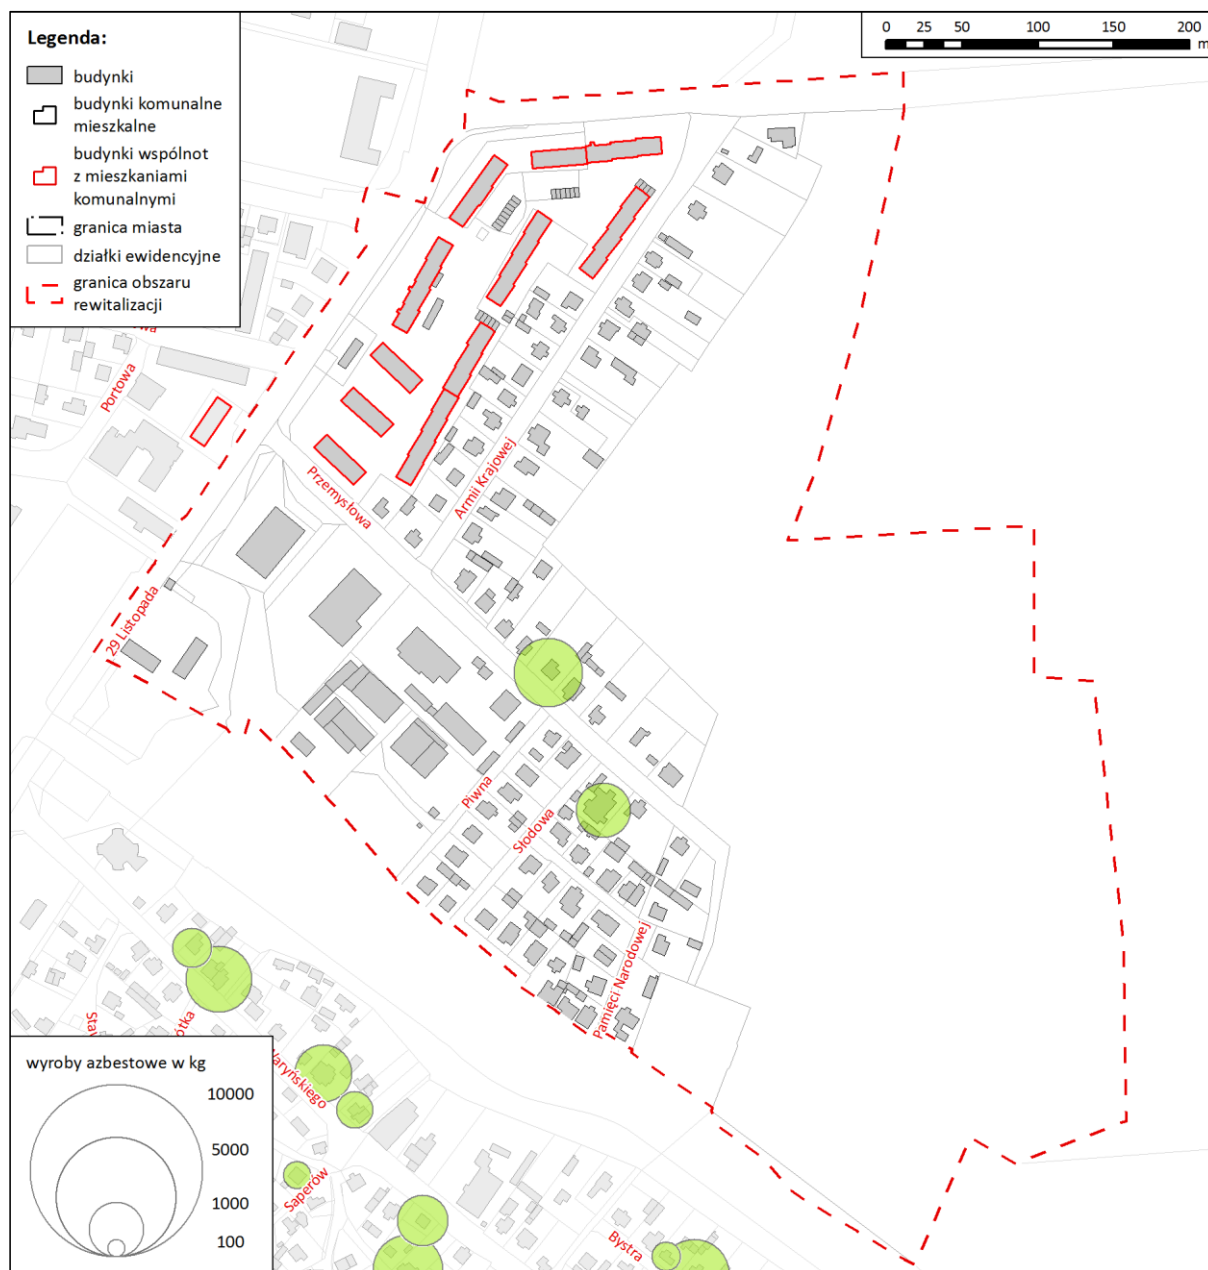 Legenda:
budynki
budynki komunalne
mieszkalne
budynki wspólnot
z mieszkaniami
komunalnymi
granica miasta
działki ewidencyjne
granica obszaru
rewitalizacji
0 25 50 100 150 200
m
Portowa
Przemysłowa
Armii Krajowej
29 Listopada
Piwna
Słodowa
Pamięci Narodowej
Saperów
Bystra
wyroby azbestowe w kg
10000
5000
1000
100